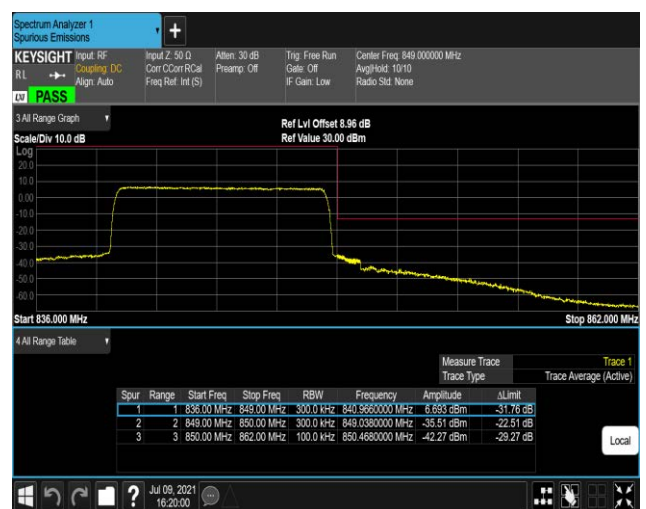 Spectrum Analyzer 1
Spurious Emissions
KEYSIGHT Input: RF Input Z: 50 Ω Atten: 30 dB Trig: Free Run Center Freq: 849.000000 MHz
RL Coupling: DC Corr CCorr RCal Preamp: Off Gate: Off Avg|Hold: 10/10
Align: Auto Freq Ref: Int (S) IF Gain: Low Radio Std: None
LXI PASS
3 All Range Graph
Ref Lvl Offset 8.96 dB
Scale/Div 10.0 dB Ref Value 30.00 dBm
Log
20.0
10.0
0.00
-10.0
-20.0
-30.0
-40.0
-50.0
-60.0
Start 836.000 MHz Stop 862.000 MHz
4 All Range Table
Measure Trace Trace 1
Trace Type Trace Average (Active)
Spur Range Start Freq Stop Freq RBW Frequency Amplitude ΔLimit
1 1 836.00 MHz 849.00 MHz 300.0 kHz 840.9660000 MHz 6.693 dBm -31.76 dB
2 2 849.00 MHz 850.00 MHz 300.0 kHz 849.0380000 MHz -35.51 dBm -22.51 dB
3 3 850.00 MHz 862.00 MHz 100.0 kHz 850.4680000 MHz -42.27 dBm -29.27 dB
Local
? Jul 09, 2021
16:20:00